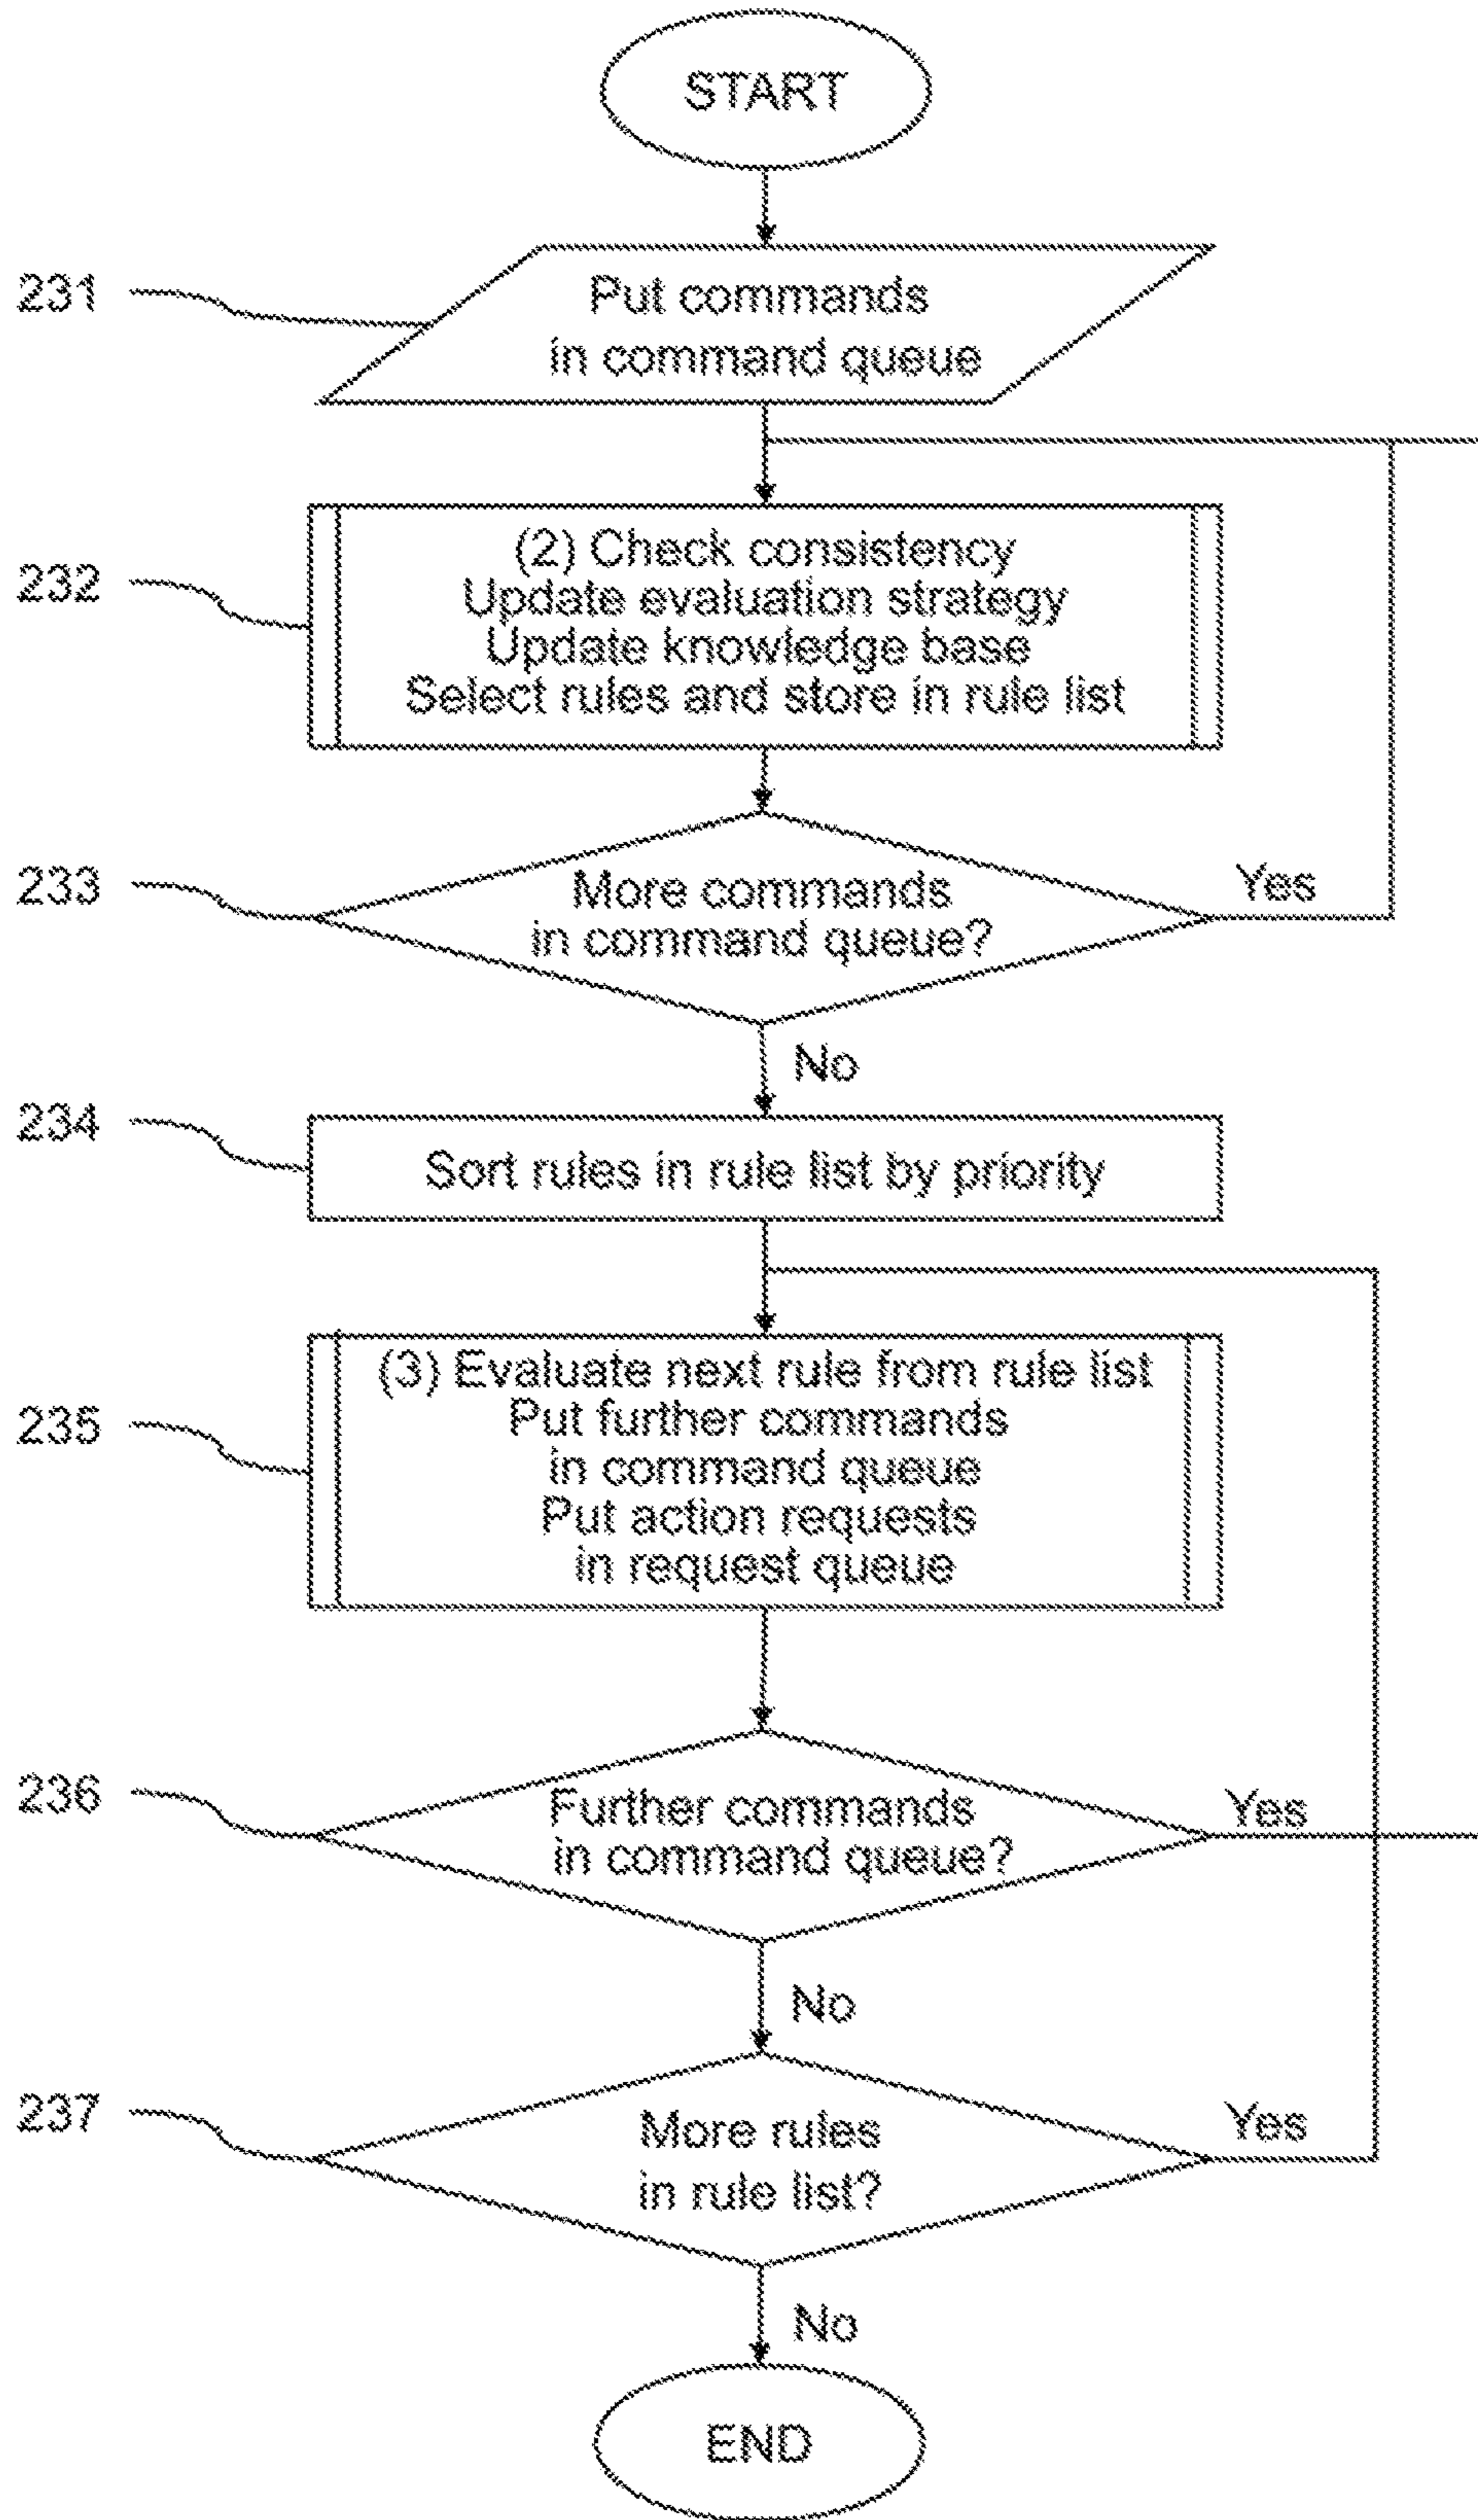 START
231
Put commands
in command queue
232
(2) Check consistency
Update evaluation strategy
Update knowledge base
Select rules and store in rule list
233
More commands
in command queue?
Yes
No
234
Sort rules in rule list by priority
235
(3) Evaluate next rule from rule list
Put further commands
in command queue
Put action requests
in request queue
236
Further commands
in command queue?
Yes
No
237
More rules
in rule list?
Yes
No
END